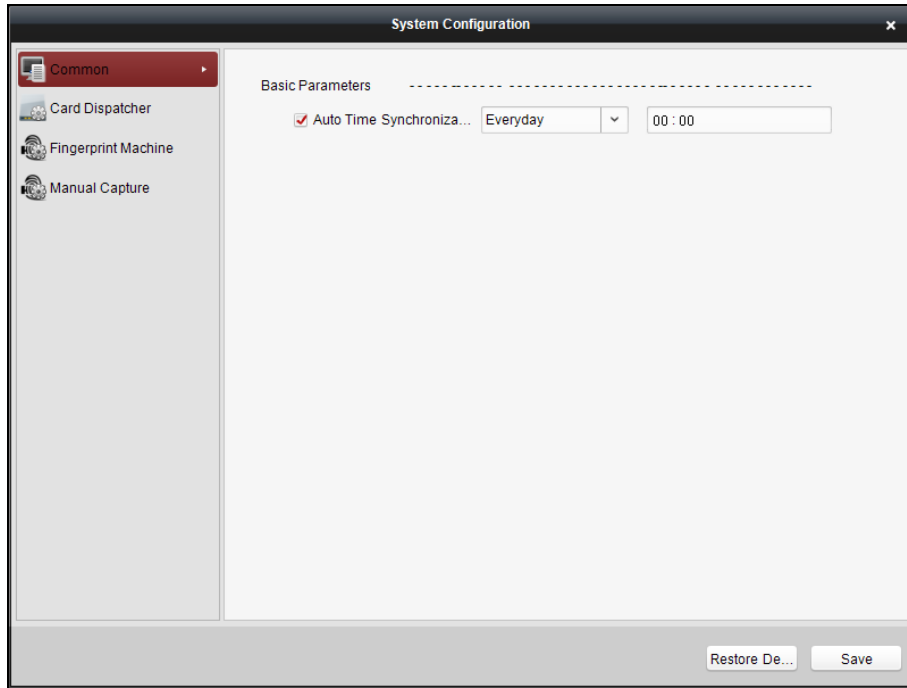 System Configuration
Common
Card Dispatcher
Fingerprint Machine
Manual Capture
Basic Parameters
Auto Time Synchroniza... Everyday 00 : 00
Restore De... Save